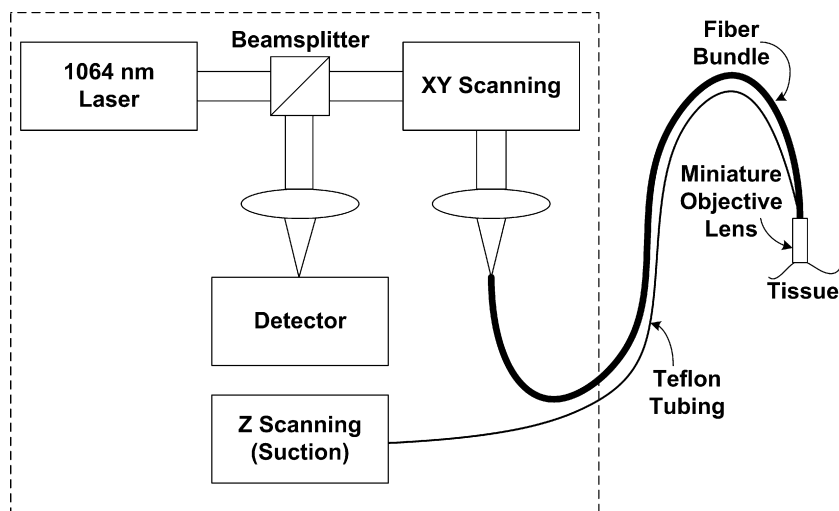 Beamsplitter
1064 nm
Laser
XY Scanning
Fiber
Bundle
Miniature
Objective
Lens
Tissue
Detector
Teflon
Tubing
Z Scanning
(Suction)